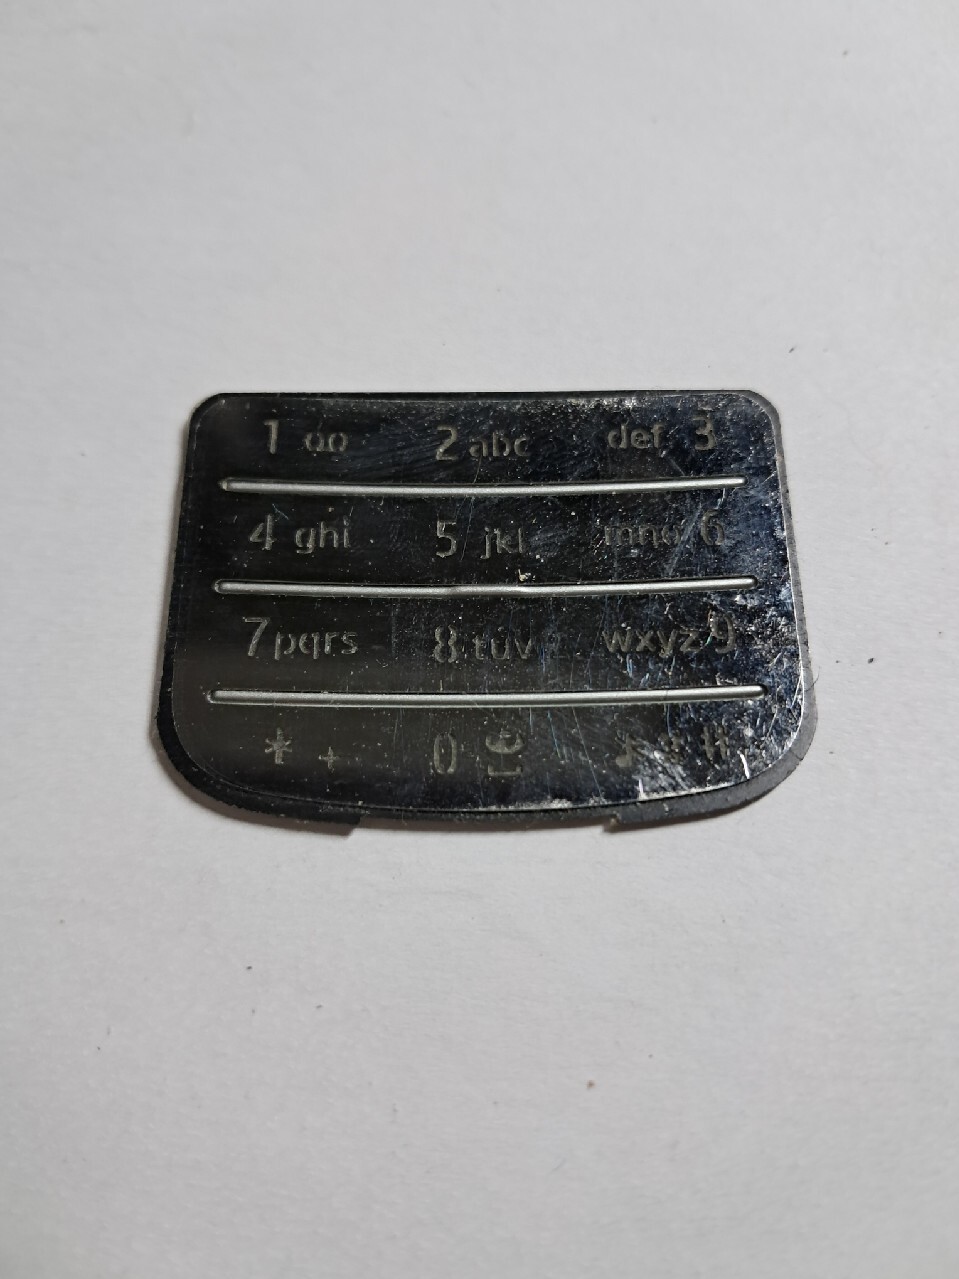 1 oo 2 abc def 3
4 ghi 5 jkl mno 6
7 pqrs 8 tuv wxyz 9
* + 0 #